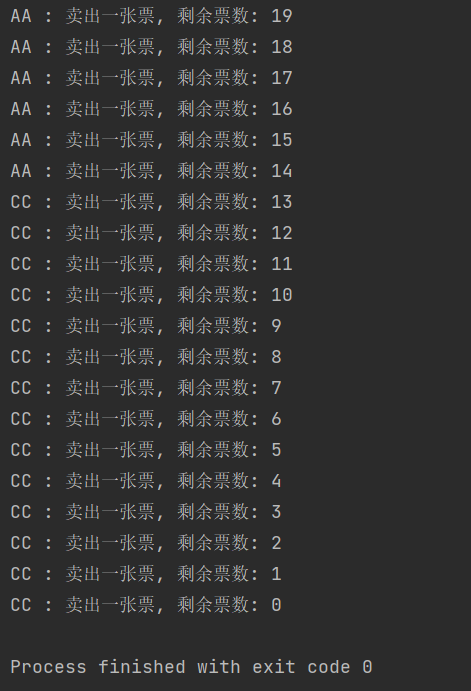 AA : 卖出一张票, 剩余票数: 19
AA : 卖出一张票, 剩余票数: 18
AA : 卖出一张票, 剩余票数: 17
AA : 卖出一张票, 剩余票数: 16
AA : 卖出一张票, 剩余票数: 15
AA : 卖出一张票, 剩余票数: 14
CC : 卖出一张票, 剩余票数: 13
CC : 卖出一张票, 剩余票数: 12
CC : 卖出一张票, 剩余票数: 11
CC : 卖出一张票, 剩余票数: 10
CC : 卖出一张票, 剩余票数: 9
CC : 卖出一张票, 剩余票数: 8
CC : 卖出一张票, 剩余票数: 7
CC : 卖出一张票, 剩余票数: 6
CC : 卖出一张票, 剩余票数: 5
CC : 卖出一张票, 剩余票数: 4
CC : 卖出一张票, 剩余票数: 3
CC : 卖出一张票, 剩余票数: 2
CC : 卖出一张票, 剩余票数: 1
CC : 卖出一张票, 剩余票数: 0
Process finished with exit code 0